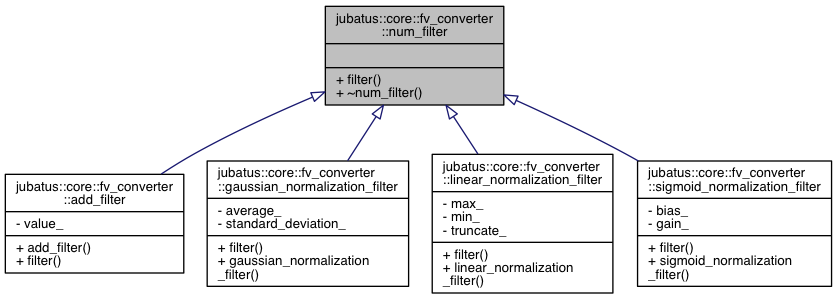 jubatus::core::fv_converter
::num_filter
+ filter()
+ ~num_filter()
jubatus::core::fv_converter
::add_filter
- value_
+ add_filter()
+ filter()
jubatus::core::fv_converter
::gaussian_normalization_filter
- average_
- standard_deviation_
+ filter()
+ gaussian_normalization
_filter()
jubatus::core::fv_converter
::linear_normalization_filter
- max_
- min_
- truncate_
+ filter()
+ linear_normalization
_filter()
jubatus::core::fv_converter
::sigmoid_normalization_filter
- bias_
- gain_
+ filter()
+ sigmoid_normalization
_filter()